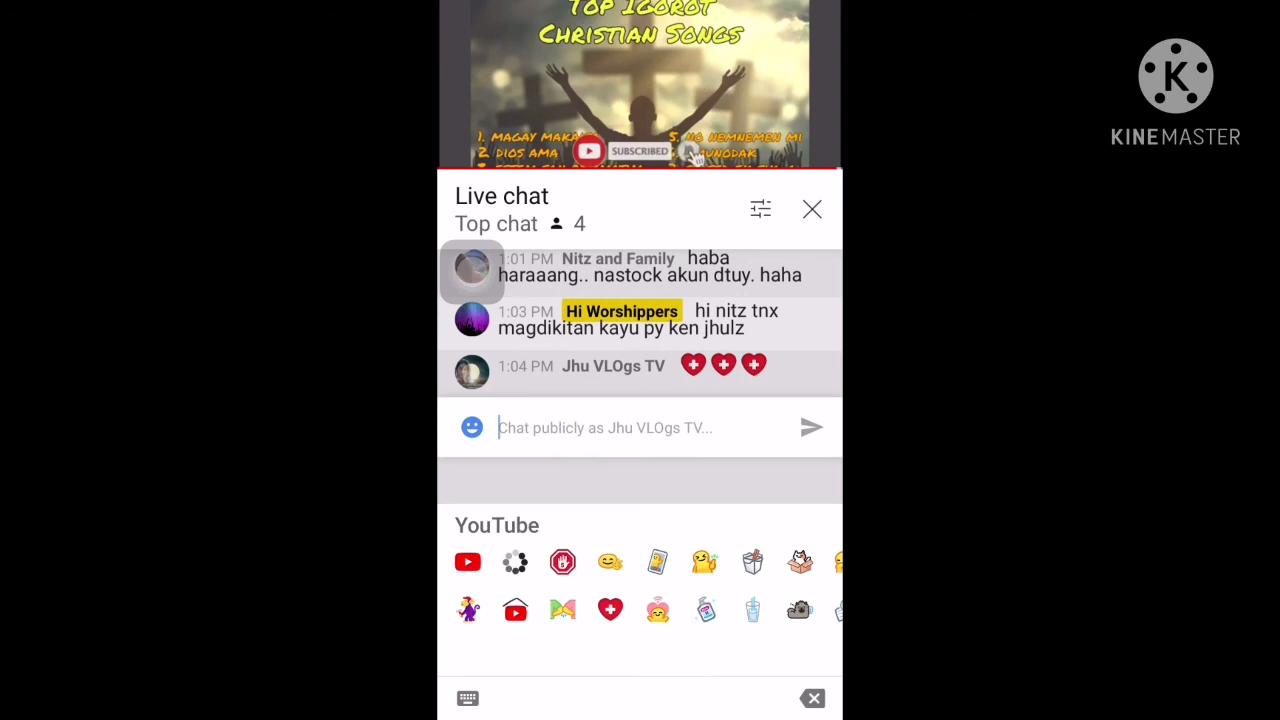 TOP IGOROT
CHRISTIAN SONGS
1. MAGAY
5. NO NEMNEMEN MI
2. DIOS AMA
SUBSCRIBED
K
KINEMASTER
Live chat
Top chat 4
1:01 PM Nitz and Family haba
haraaang.. nastock akun dtuy. haha
1:03 PM Hi Worshippers hi nitz tnx
magdikitan kayu py ken jhulz
1:04 PM Jhu VLOgs TV
Chat publicly as Jhu VLOgs TV...
YouTube